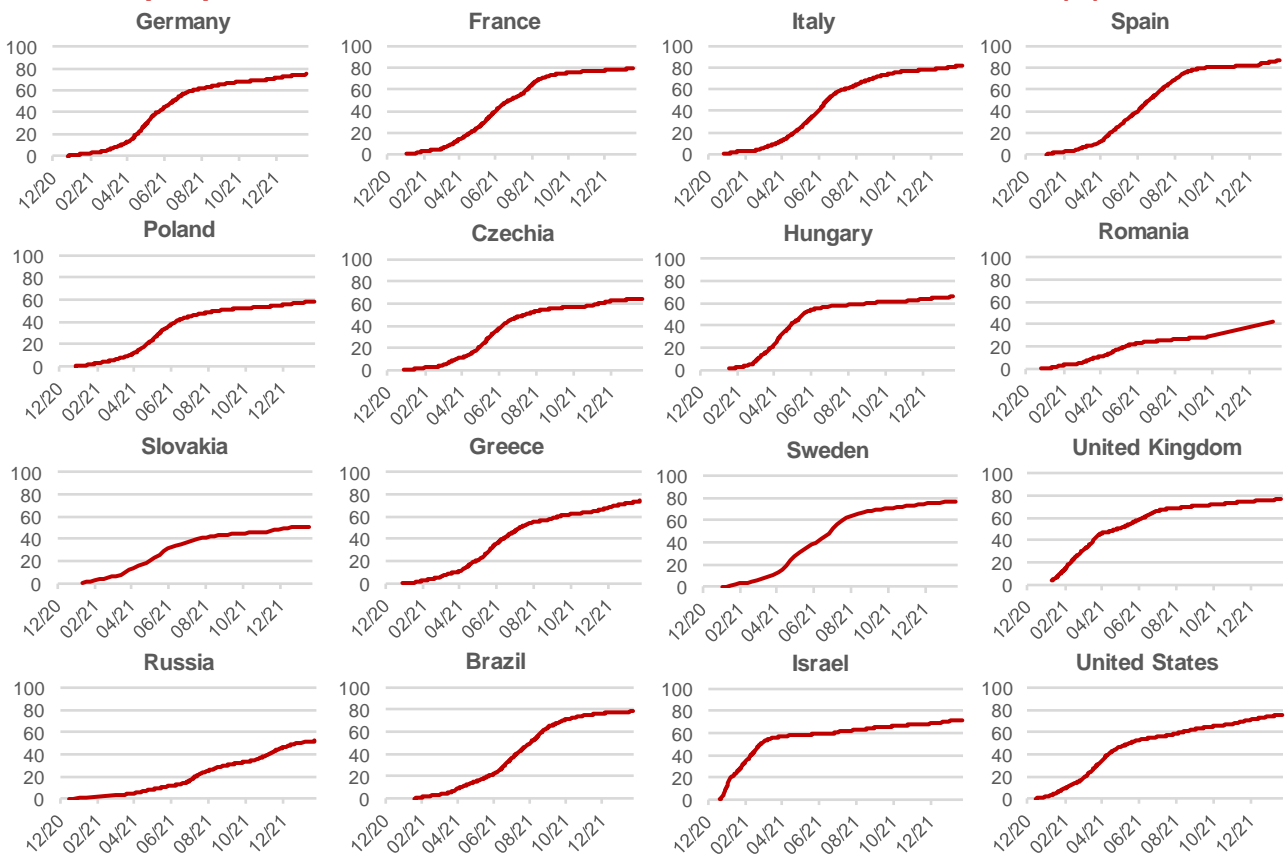 Germany France Italy Spain
100 100 100 100
80 80 80 80
60 60 60 60
40 40 40 40
20 20 20 20
0 0 0 0
12/20 02/21 04/21 06/21 08/21 10/21 12/21 12/20 02/21 04/21 06/21 08/21 10/21 12/21 12/20 02/21 04/21 06/21 08/21 10/21 12/21 12/20 02/21 04/21 06/21 08/21 10/21 12/21
Poland Czechia Hungary Romania
100 100 100 100
80 80 80 80
60 60 60 60
40 40 40 40
20 20 20 20
0 0 0 0
12/20 02/21 04/21 06/21 08/21 10/21 12/21 12/20 02/21 04/21 06/21 08/21 10/21 12/21 12/20 02/21 04/21 06/21 08/21 10/21 12/21 12/20 02/21 04/21 06/21 08/21 10/21 12/21
Slovakia Greece Sweden United Kingdom
100 100 100 100
80 80 80 80
60 60 60 60
40 40 40 40
20 20 20 20
0 0 0 0
12/20 02/21 04/21 06/21 08/21 10/21 12/21 12/20 02/21 04/21 06/21 08/21 10/21 12/21 12/20 02/21 04/21 06/21 08/21 10/21 12/21 12/20 02/21 04/21 06/21 08/21 10/21 12/21
Russia Brazil Israel United States
100 100 100 100
80 80 80 80
60 60 60 60
40 40 40 40
20 20 20 20
0 0 0 0
12/20 02/21 04/21 06/21 08/21 10/21 12/21 12/20 02/21 04/21 06/21 08/21 10/21 12/21 12/20 02/21 04/21 06/21 08/21 10/21 12/21 12/20 02/21 04/21 06/21 08/21 10/21 12/21